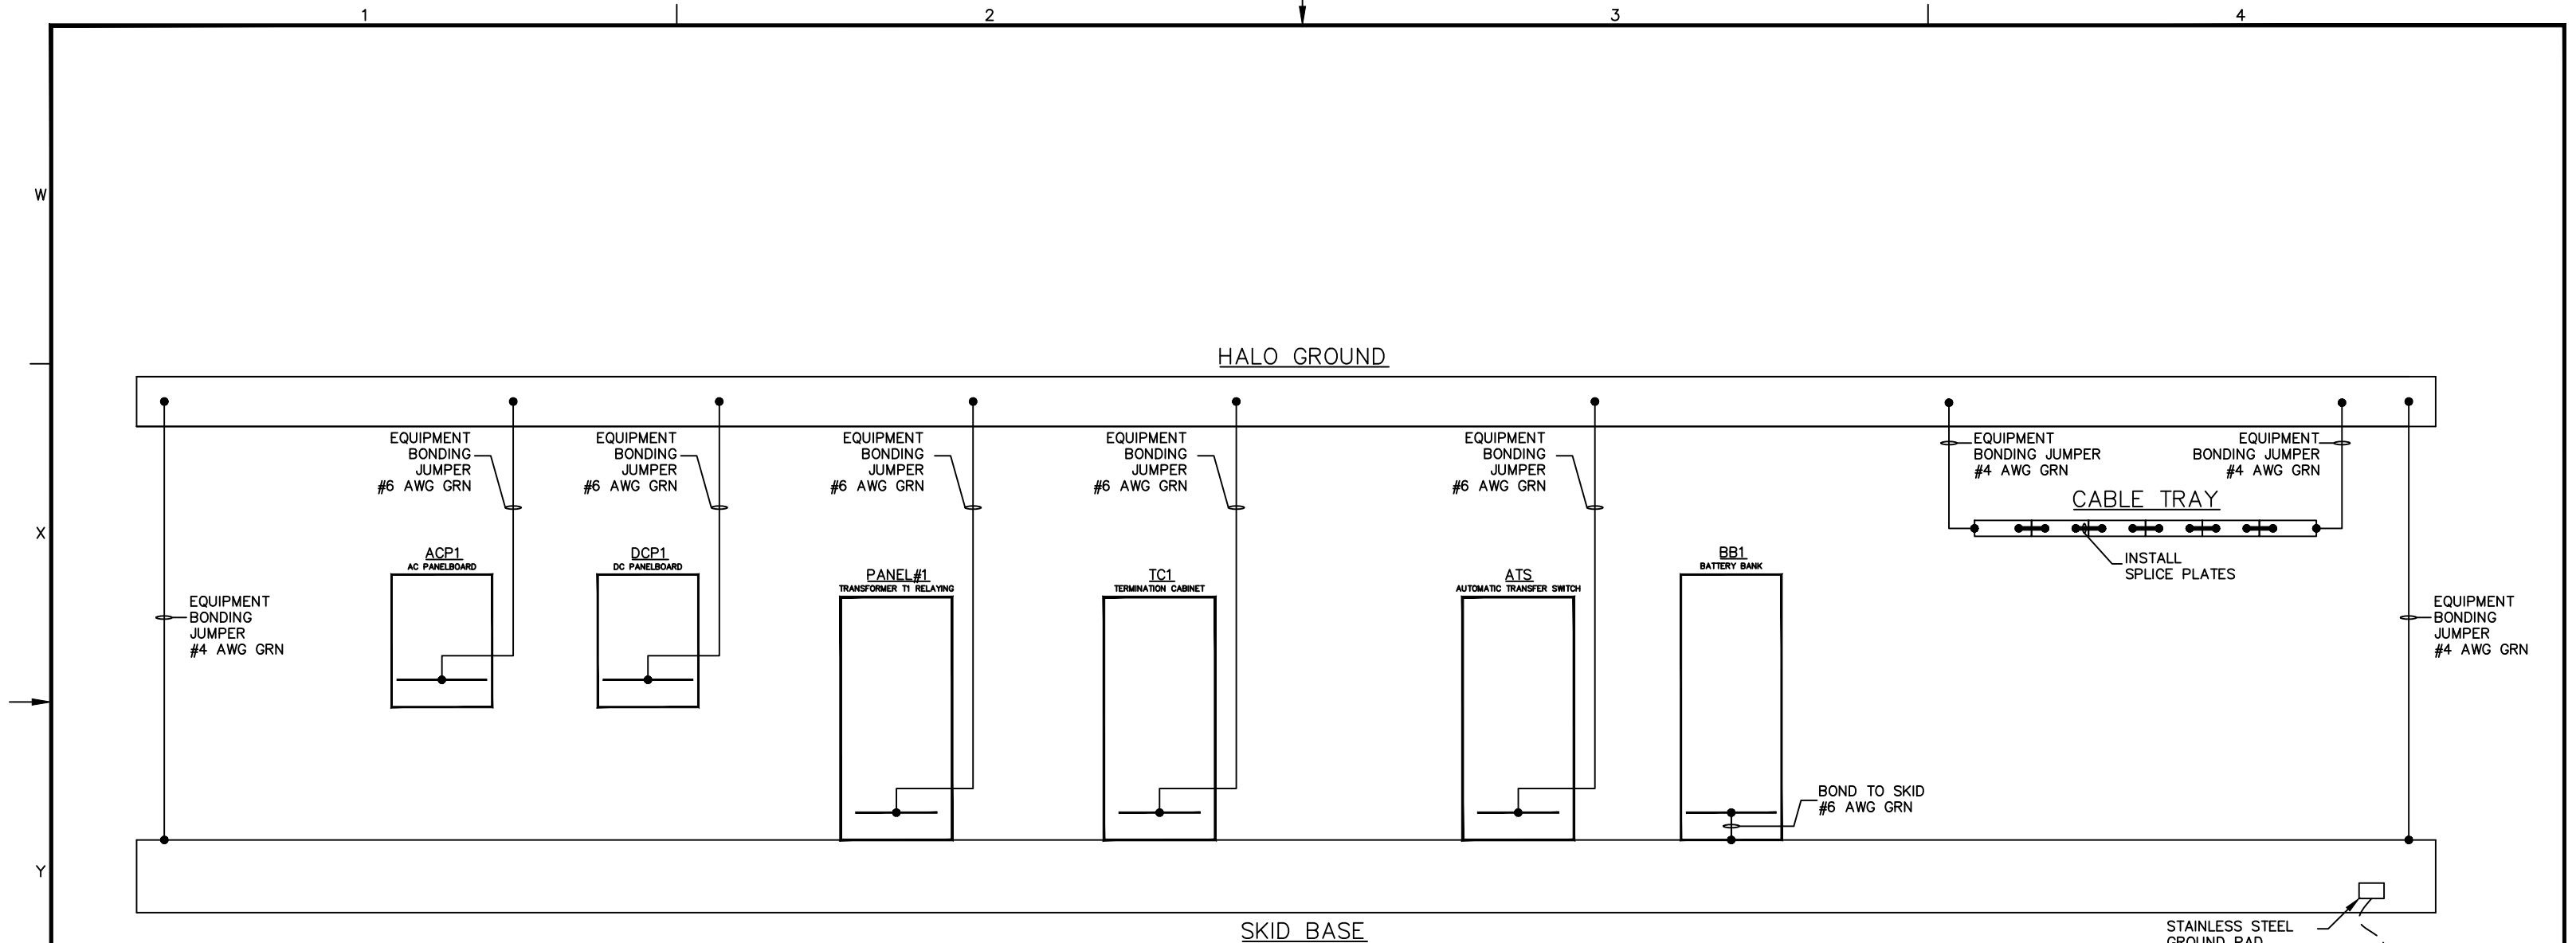 1
2
3
4
W
X
Y
HALO GROUND
EQUIPMENT
BONDING
JUMPER
#6 AWG GRN
EQUIPMENT
BONDING
JUMPER
#6 AWG GRN
EQUIPMENT
BONDING
JUMPER
#6 AWG GRN
EQUIPMENT
BONDING
JUMPER
#6 AWG GRN
EQUIPMENT
BONDING
JUMPER
#6 AWG GRN
EQUIPMENT
BONDING JUMPER
#4 AWG GRN
EQUIPMENT
BONDING JUMPER
#4 AWG GRN
CABLE TRAY
INSTALL
SPLICE PLATES
ACP1
AC PANELBOARD
DCP1
DC PANELBOARD
PANEL#1
TRANSFORMER T1 RELAYING
TC1
TERMINATION CABINET
ATS
AUTOMATIC TRANSFER SWITCH
BB1
BATTERY BANK
EQUIPMENT
BONDING
JUMPER
#4 AWG GRN
EQUIPMENT
BONDING
JUMPER
#4 AWG GRN
BOND TO SKID
#6 AWG GRN
SKID BASE
STAINLESS STEEL
GROUND PAD